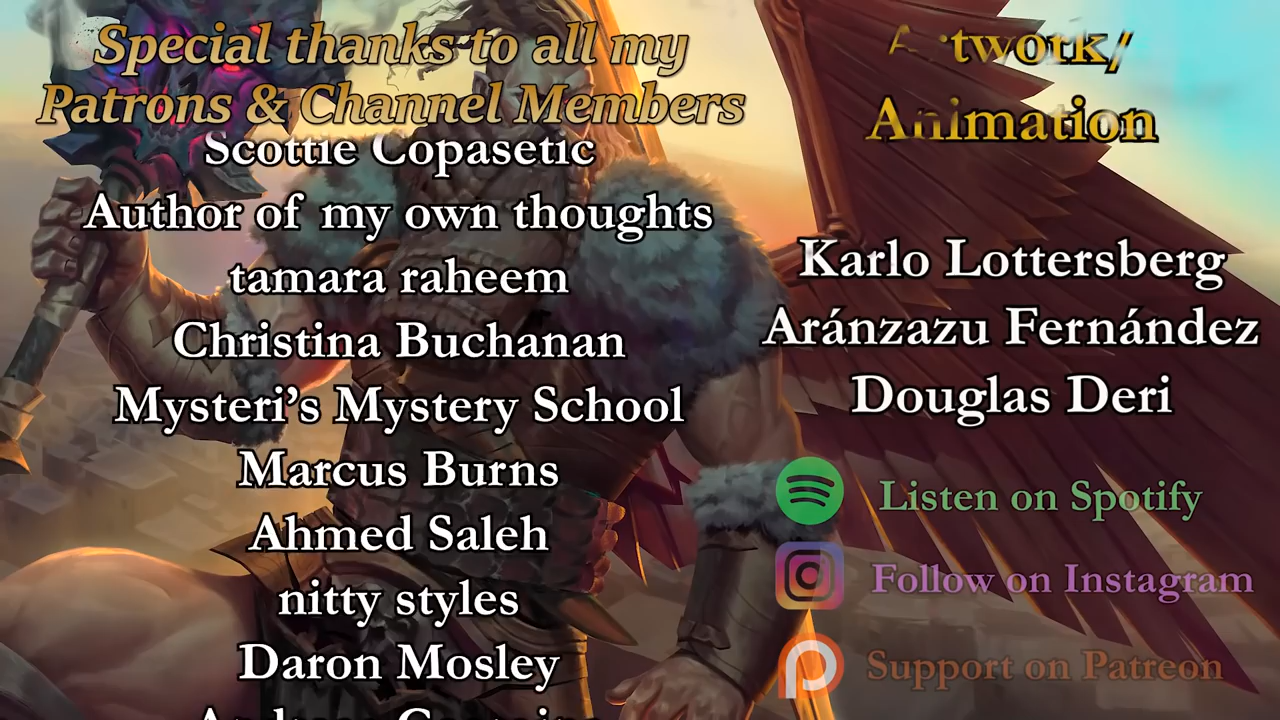 Special thanks to all my
Patrons & Channel Members
Scottie Copasetic
Author of my own thoughts
tamara raheem
Christina Buchanan
Mysteri’s Mystery School
Marcus Burns
Ahmed Saleh
nitty styles
Daron Mosley
Artwork/
Animation
Karlo Lottersberg
Aránzazu Fernández
Douglas Deri
Listen on Spotify
Follow on Instagram
Support on Patreon